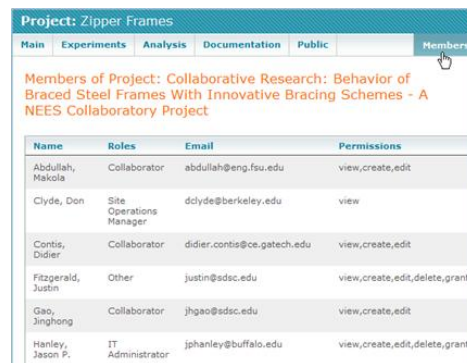 Project: Zipper Frames
Main Experiments Analysis Documentation Public Members
Members of Project: Collaborative Research: Behavior of
Braced Steel Frames With Innovative Bracing Schemes - A
NEES Collaboratory Project
Name Roles Email Permissions
Abdullah, Collaborator abdullah@eng.fsu.edu view,create,edit
Makola
Clyde, Don Site dclyde@berkeley.edu view
Operations
Manager
Contis, Collaborator didier.contis@ce.gatech.edu view,create,edit
Didier
Fitzgerald, Other justin@sdsc.edu view,create,edit,delete,grant
Justin
Gao, Collaborator jhgao@sdsc.edu view,create,edit
Jinghong
Hanley, IT jphanley@buffalo.edu view,create,edit,delete,grant
Jason P. Administrator